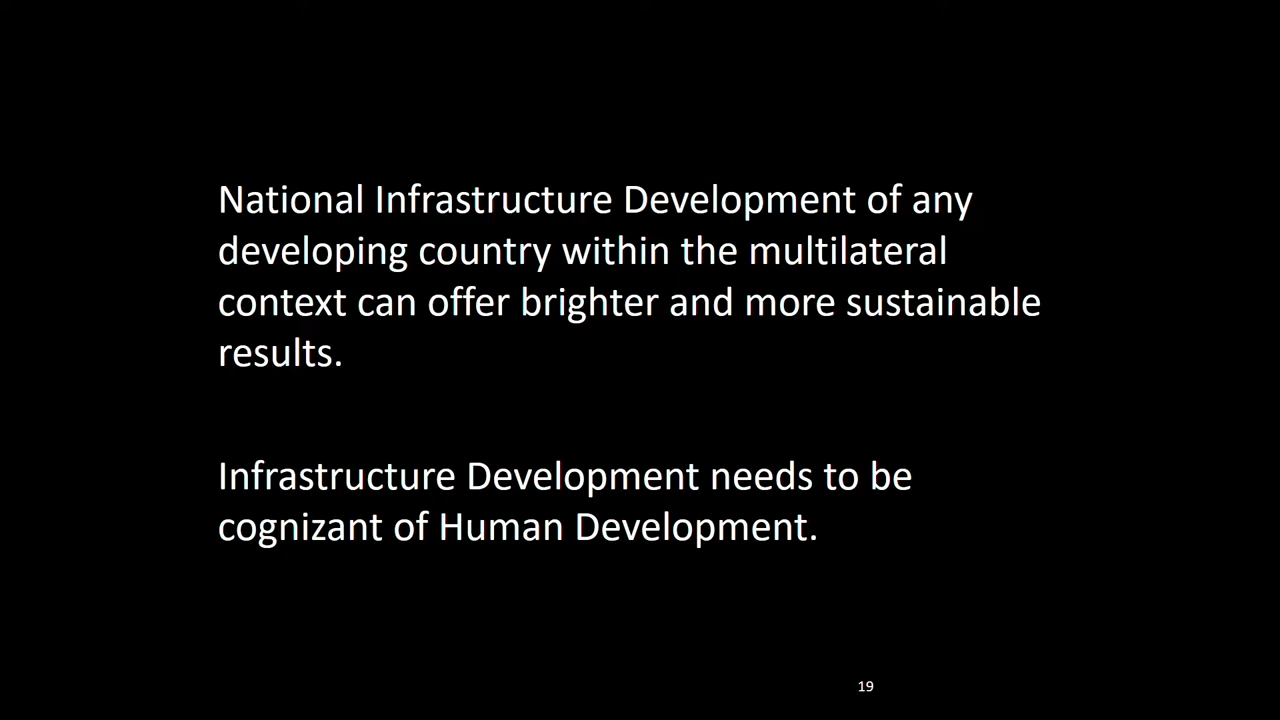 National Infrastructure Development of any
developing country within the multilateral
context can offer brighter and more sustainable
results.
Infrastructure Development needs to be
cognizant of Human Development.
19